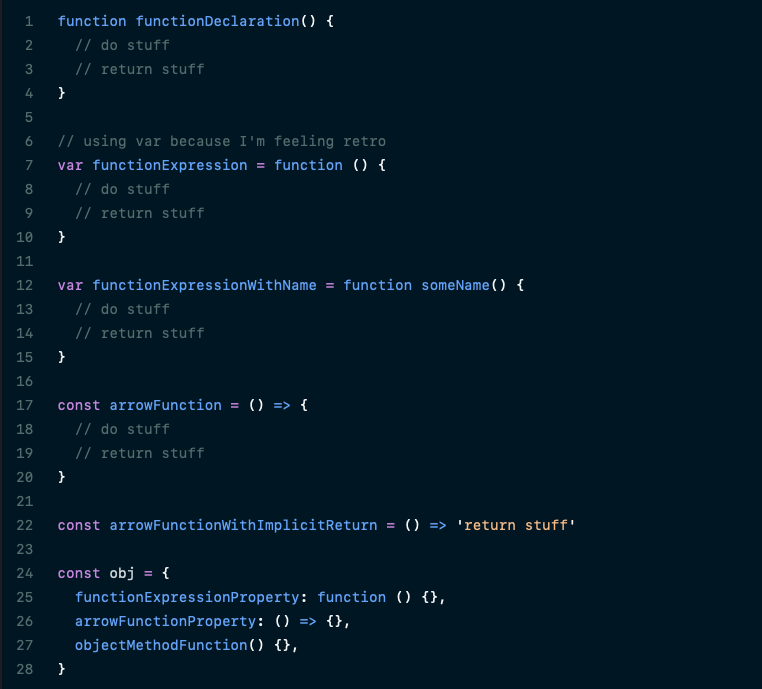 1 function functionDeclaration() {
2   // do stuff
3   // return stuff
4 }
5
6 // using var because I'm feeling retro
7 var functionExpression = function () {
8   // do stuff
9   // return stuff
10 }
11
12 var functionExpressionWithName = function someName() {
13   // do stuff
14   // return stuff
15 }
16
17 const arrowFunction = () => {
18   // do stuff
19   // return stuff
20 }
21
22 const arrowFunctionWithImplicitReturn = () => 'return stuff'
23
24 const obj = {
25   functionExpressionProperty: function () {},
26   arrowFunctionProperty: () => {},
27   objectMethodFunction() {},
28 }